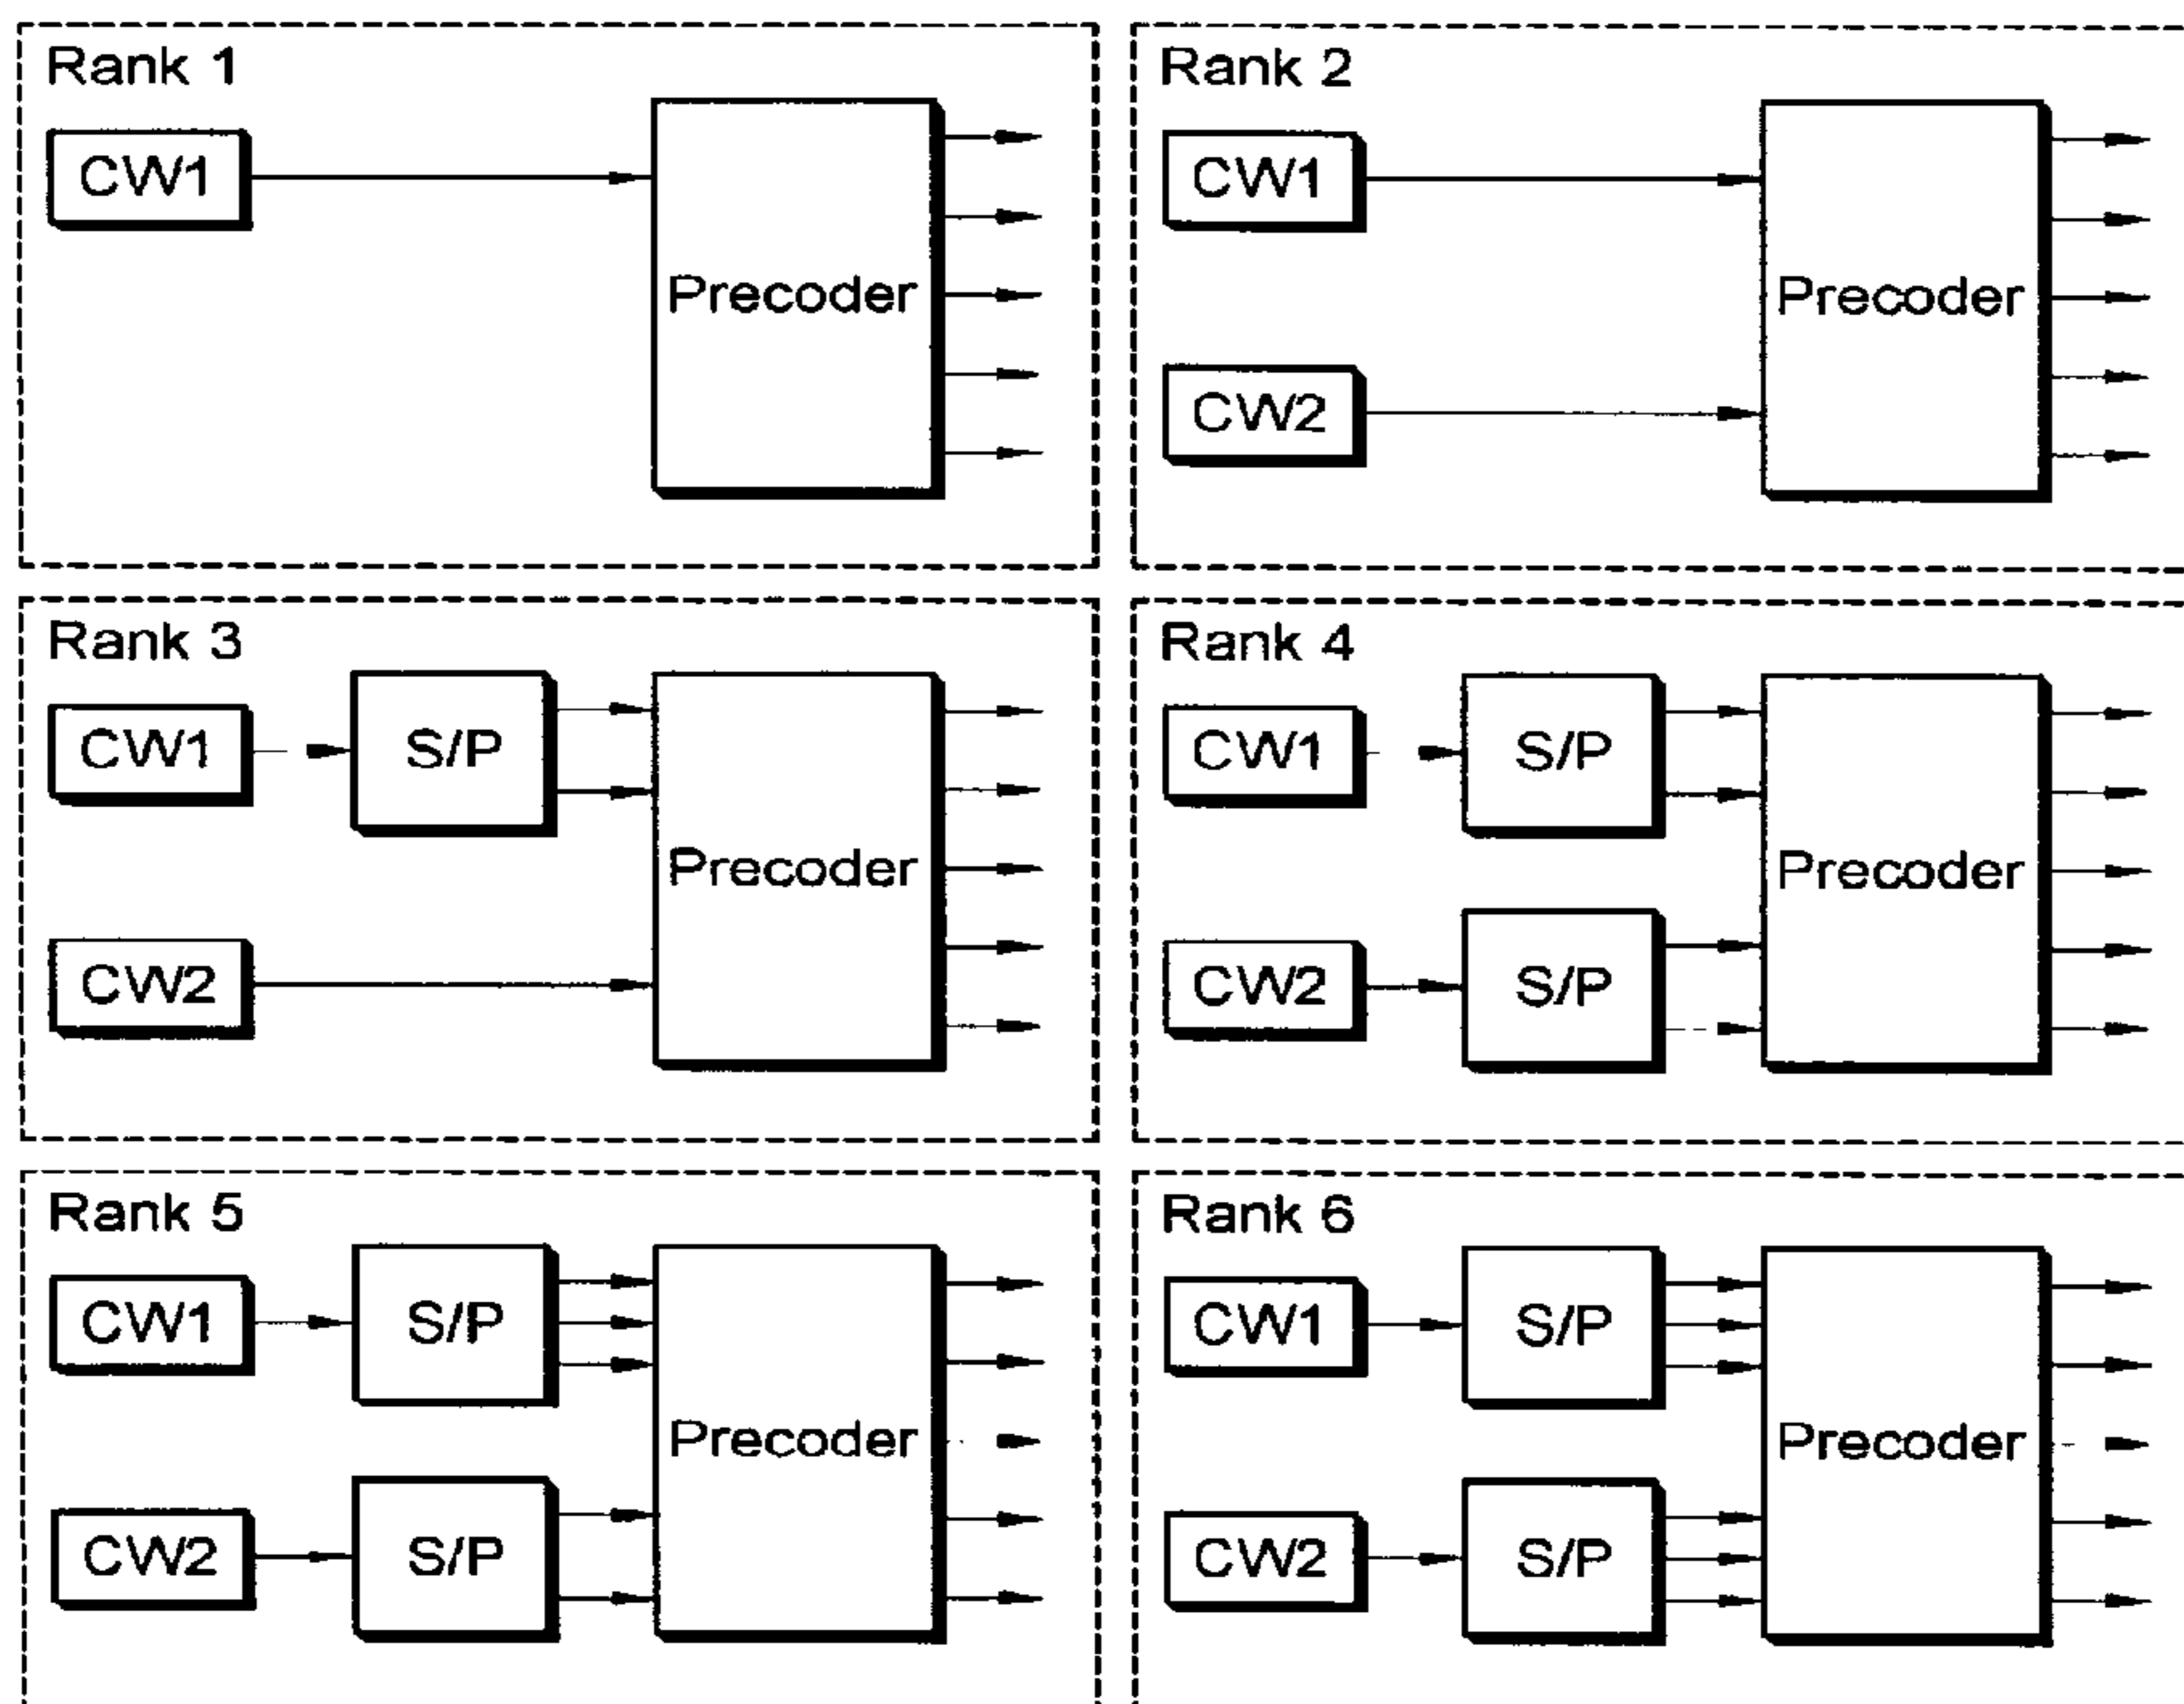 Rank 1
CW1
Precoder
Rank 2
CW1
Precoder
CW2
Rank 3
CW1
S/P
Precoder
CW2
Rank 4
CW1
S/P
Precoder
CW2
S/P
Rank 5
CW1
S/P
Precoder
CW2
S/P
Rank 6
CW1
S/P
Precoder
CW2
S/P